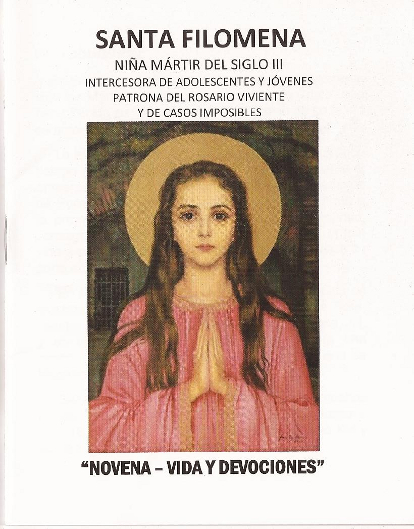 SANTA FILOMENA
NIÑA MÁRTIR DEL SIGLO III
INTERCESORA DE ADOLESCENTES Y JÓVENES
PATRONA DEL ROSARIO VIVIENTE
Y DE CASOS IMPOSIBLES
“NOVENA – VIDA Y DEVOCIONES”